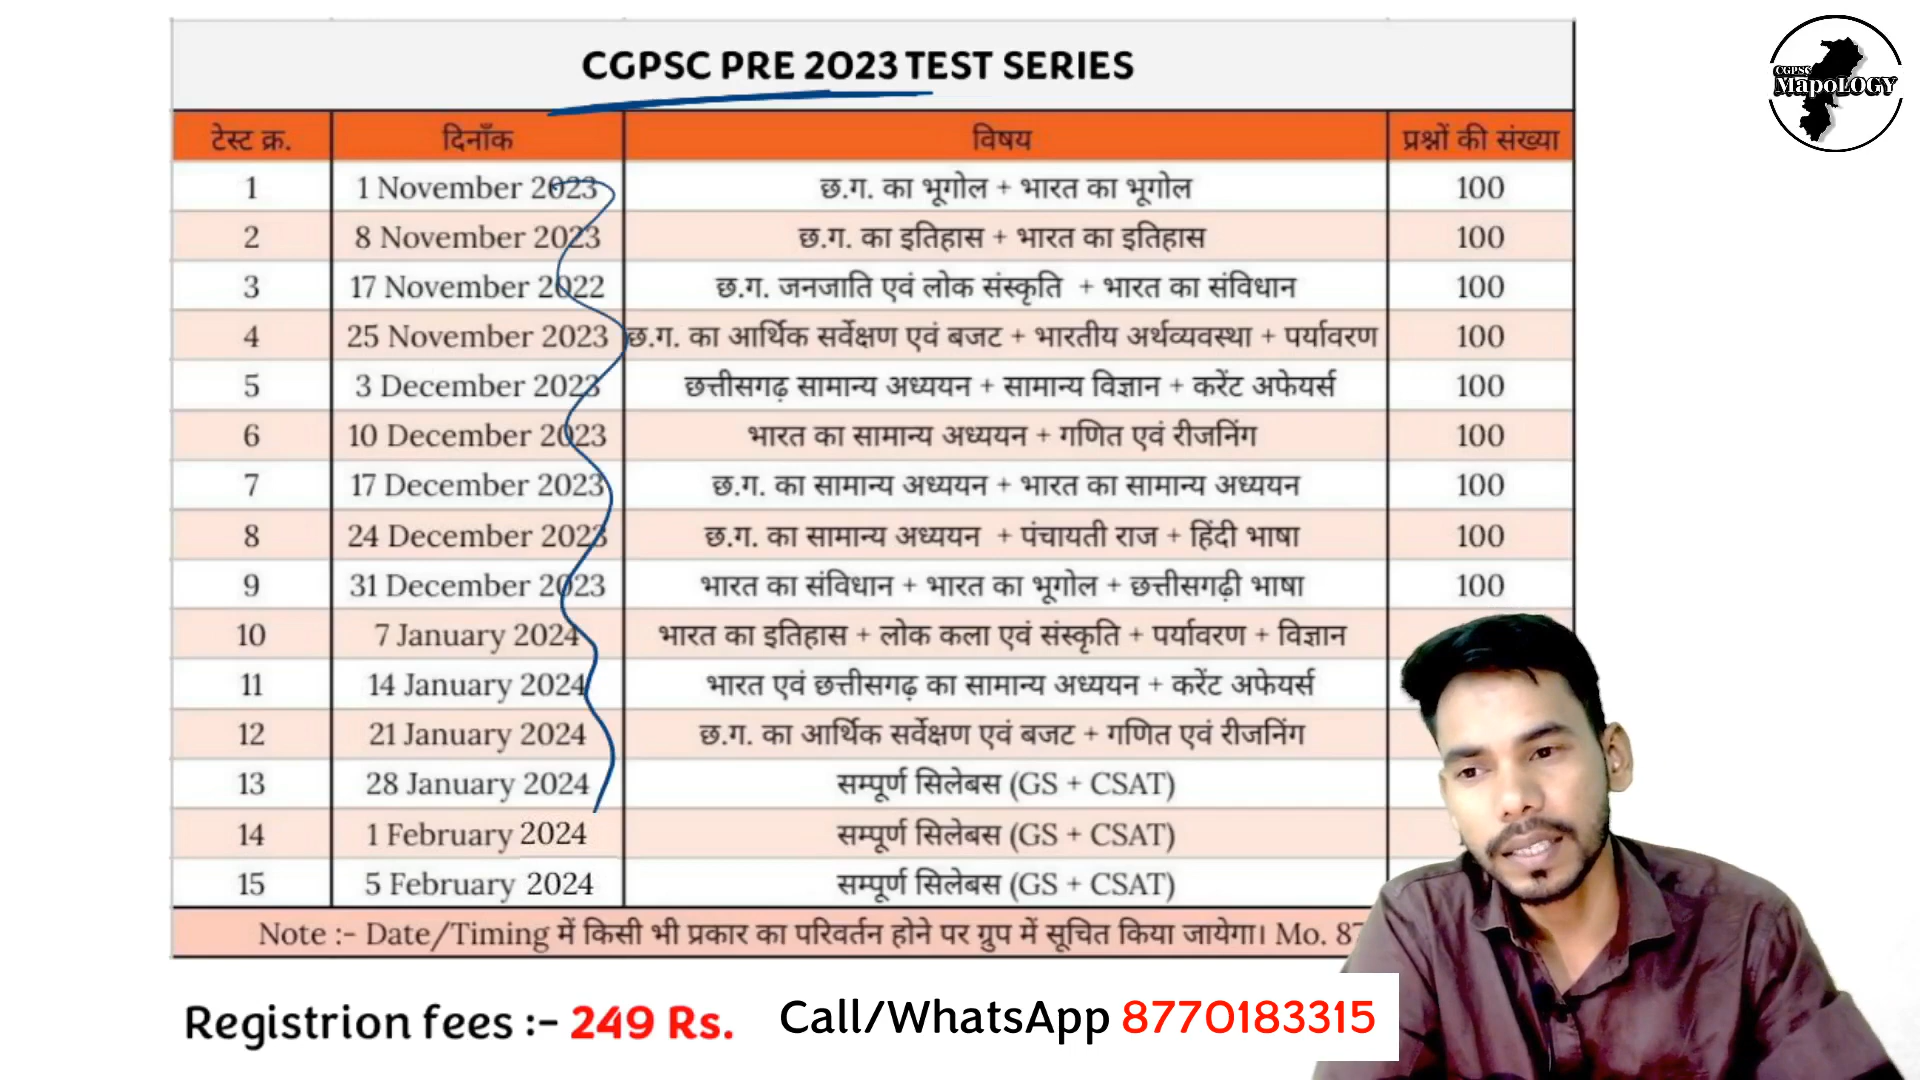 CGPSC PRE 2023 TEST SERIES
CGPSC
MapoLOGY
टेस्ट क्र. दिनाँक विषय प्रश्नों की संख्या
1 1 November 2023 छ.ग. का भूगोल + भारत का भूगोल 100
2 8 November 2023 छ.ग. का इतिहास + भारत का इतिहास 100
3 17 November 2022 छ.ग. जनजाति एवं लोक संस्कृति + भारत का संविधान 100
4 25 November 2023 छ.ग. का आर्थिक सर्वेक्षण एवं बजट + भारतीय अर्थव्यवस्था + पर्यावरण 100
5 3 December 2023 छत्तीसगढ़ सामान्य अध्ययन + सामान्य विज्ञान + करेंट अफेयर्स 100
6 10 December 2023 भारत का सामान्य अध्ययन + गणित एवं रीजनिंग 100
7 17 December 2023 छ.ग. का सामान्य अध्ययन + भारत का सामान्य अध्ययन 100
8 24 December 2023 छ.ग. का सामान्य अध्ययन + पंचायती राज + हिंदी भाषा 100
9 31 December 2023 भारत का संविधान + भारत का भूगोल + छत्तीसगढ़ी भाषा 100
10 7 January 2024 भारत का इतिहास + लोक कला एवं संस्कृति + पर्यावरण + विज्ञान
11 14 January 2024 भारत एवं छत्तीसगढ़ का सामान्य अध्ययन + करेंट अफेयर्स
12 21 January 2024 छ.ग. का आर्थिक सर्वेक्षण एवं बजट + गणित एवं रीजनिंग
13 28 January 2024 सम्पूर्ण सिलेबस (GS + CSAT)
14 1 February 2024 सम्पूर्ण सिलेबस (GS + CSAT)
15 5 February 2024 सम्पूर्ण सिलेबस (GS + CSAT)
Note :- Date/Timing में किसी भी प्रकार का परिवर्तन होने पर ग्रुप में सूचित किया जायेगा। Mo. 87
Registrion fees :- 249 Rs. Call/WhatsApp 8770183315